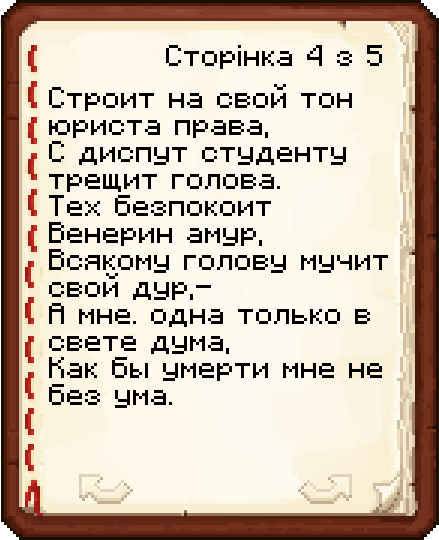 Сторінка 4 з 5
Строит на свой тон
юриста права,
С диспут студенту
трещит голова.
Тех безпокоит
Венерин амур,
Всякому голову мучит
свой дур,-
А мне. одна только в
свете дума,
Как бы умерти мне не
без ума.